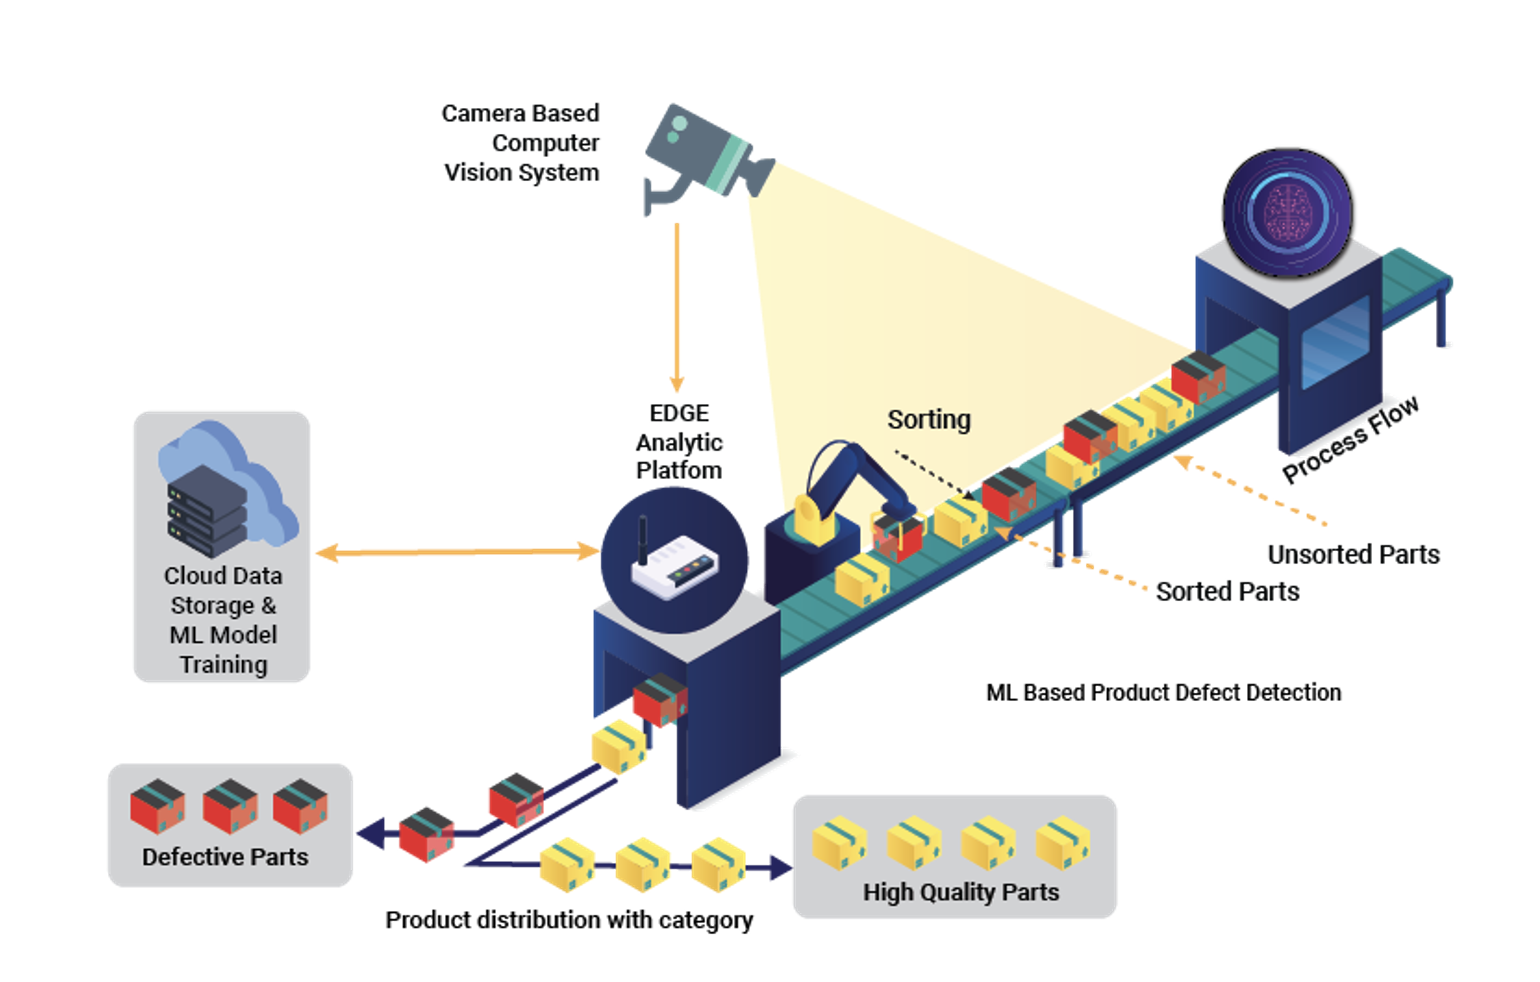 Camera Based
Computer
Vision System
EDGE
Analytic
Platfom
Sorting
Process Flow
Unsorted Parts
Sorted Parts
Cloud Data
Storage &
ML Model
Training
ML Based Product Defect Detection
Defective Parts
High Quality Parts
Product distribution with category